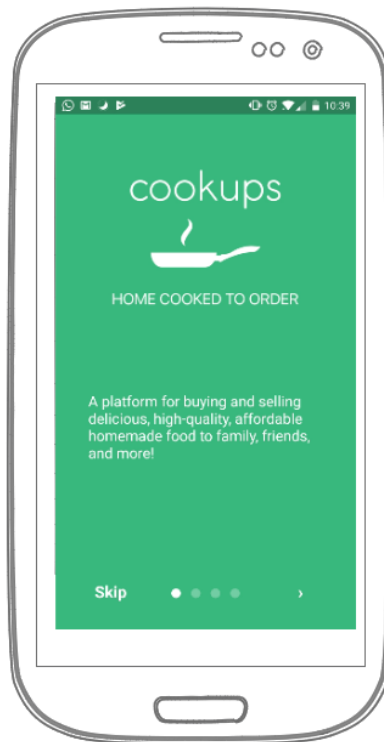 10:39
cookups
HOME COOKED TO ORDER
A platform for buying and selling
delicious, high-quality, affordable
homemade food to family, friends,
and more!
Skip